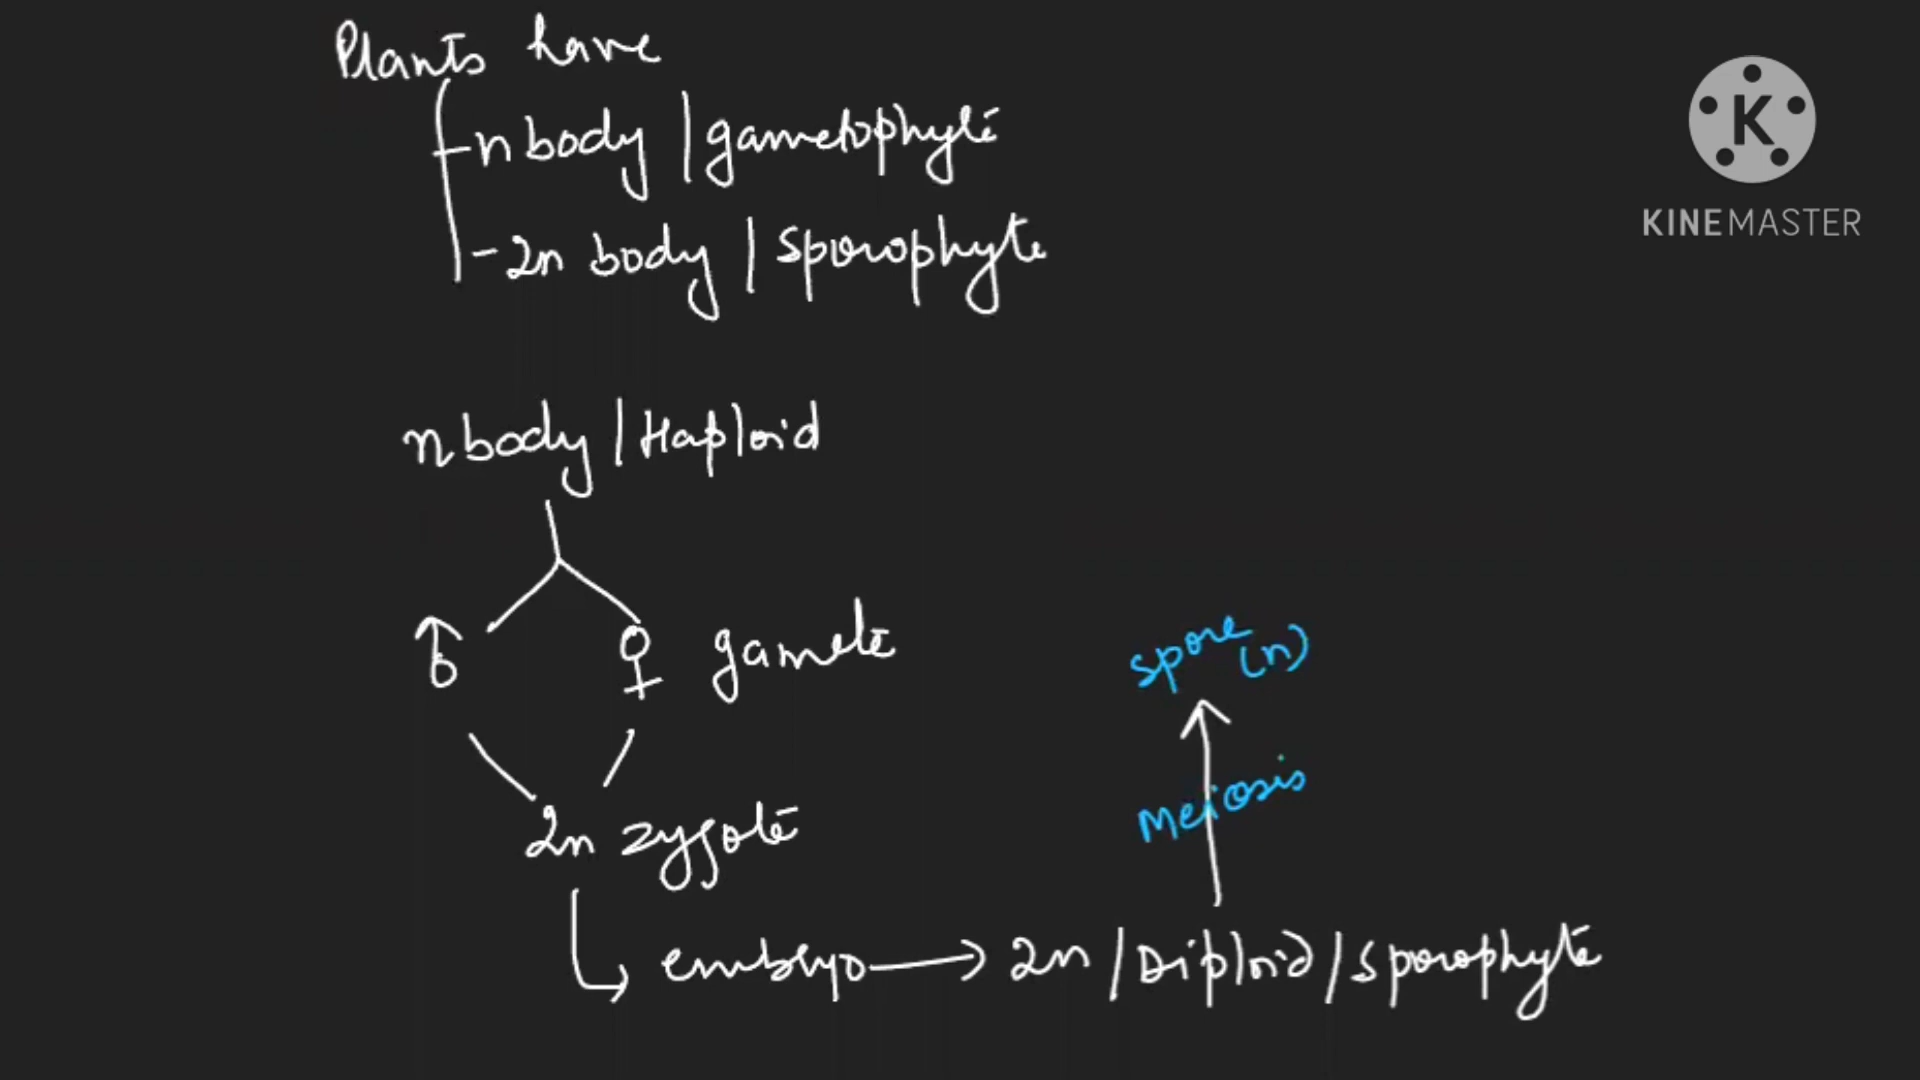 Plants have
n body / gametophyte
- 2n body / Sporophyte
K
KINEMASTER
n body / Haploid
♂ ♀ gamete
spore (n)
Meiosis
2n zygote
embryo → 2n / Diploid / Sporophyte